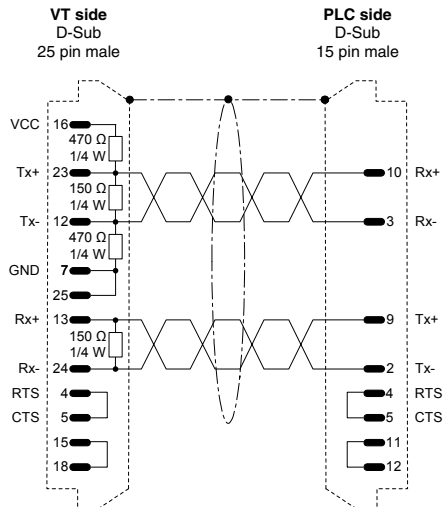 VT side
D-Sub
25 pin male
PLC side
D-Sub
15 pin male
VCC 16
470 Ω
1/4 W
Tx+ 23
10 Rx+
150 Ω
1/4 W
Tx- 12
3 Rx-
470 Ω
1/4 W
GND 7
25
Rx+ 13
9 Tx+
150 Ω
1/4 W
Rx- 24
2 Tx-
RTS 4
4 RTS
CTS 5
5 CTS
15
11
18
12